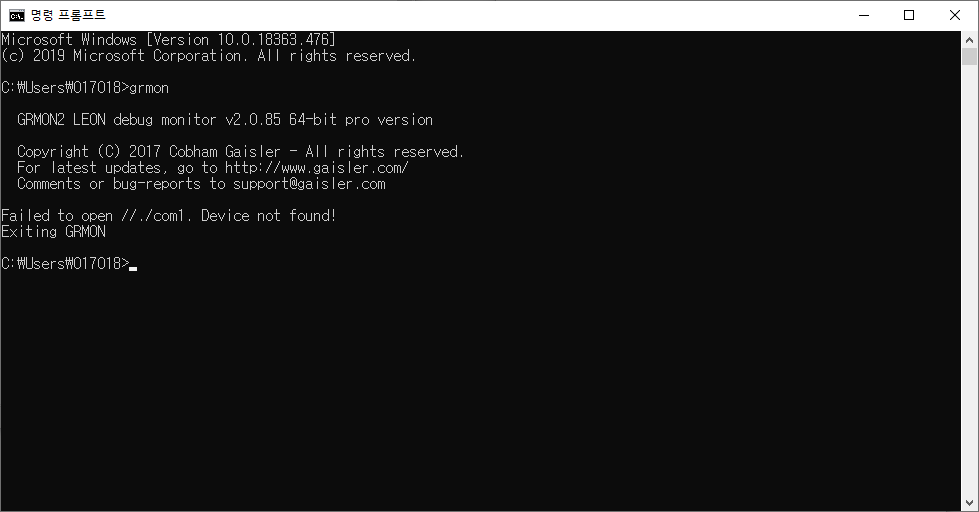 명령 프롬프트
Microsoft Windows [Version 10.0.18363.476]
(c) 2019 Microsoft Corporation. All rights reserved.
C:₩Users₩017018>grmon
GRMON2 LEON debug monitor v2.0.85 64-bit pro version
Copyright (C) 2017 Cobham Gaisler - All rights reserved.
For latest updates, go to http://www.gaisler.com/
Comments or bug-reports to support@gaisler.com
Failed to open //./com1. Device not found!
Exiting GRMON
C:₩Users₩017018>